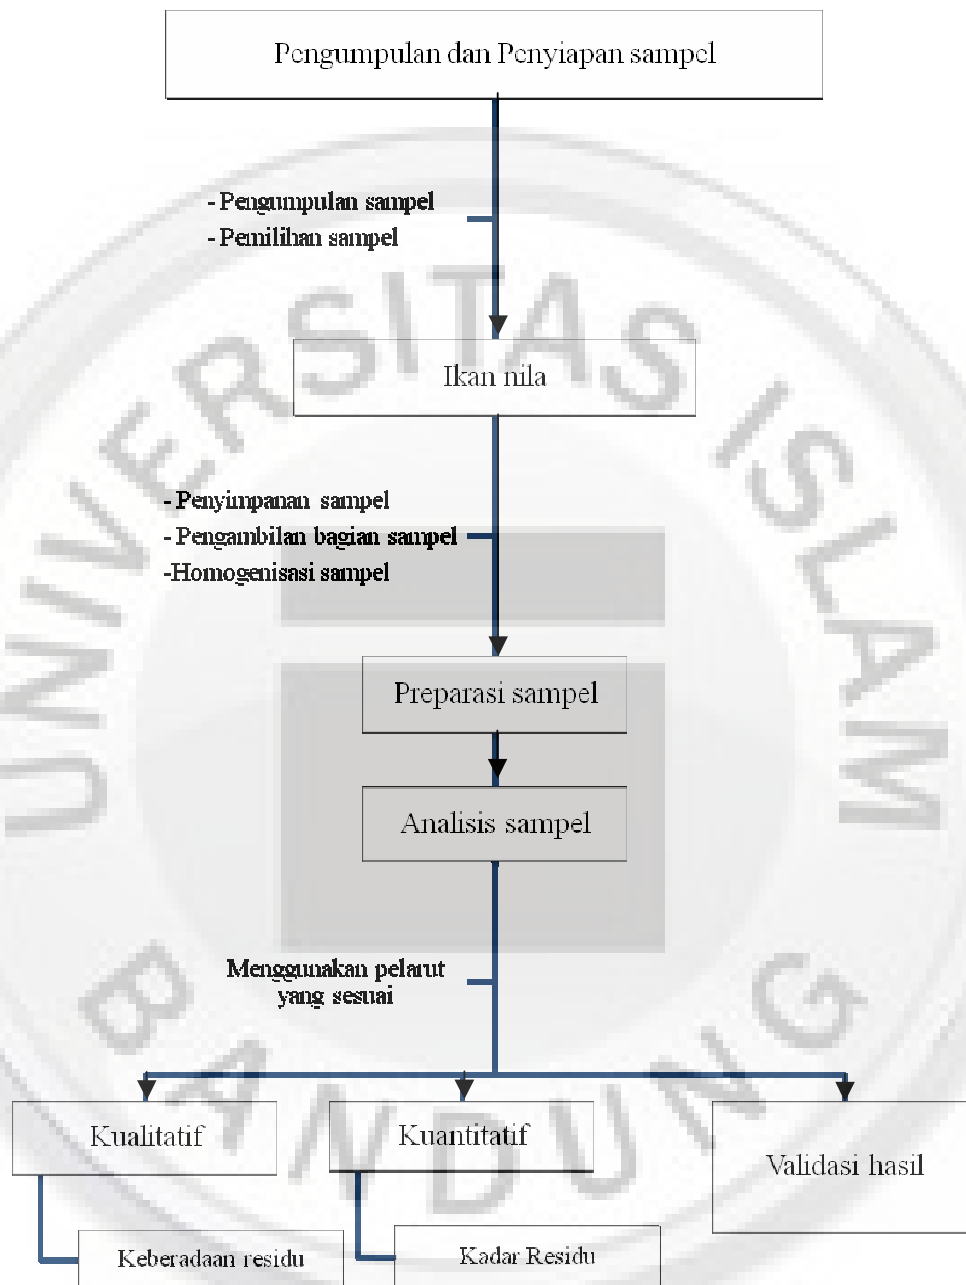 Pengumpulan dan Penyiapan sampel
- Pengumpulan sampel
- Pemilihan sampel
Ikan nila
- Penyimpanan sampel
- Pengambilan bagian sampel
-Homogenisasi sampel
Preparasi sampel
Analisis sampel
Menggunakan pelarut
yang sesuai
Kualitatif
Kuantitatif
Validasi hasil
Keberadaan residu
Kadar Residu
UNIVERSITAS ISLAM
BANDUNG